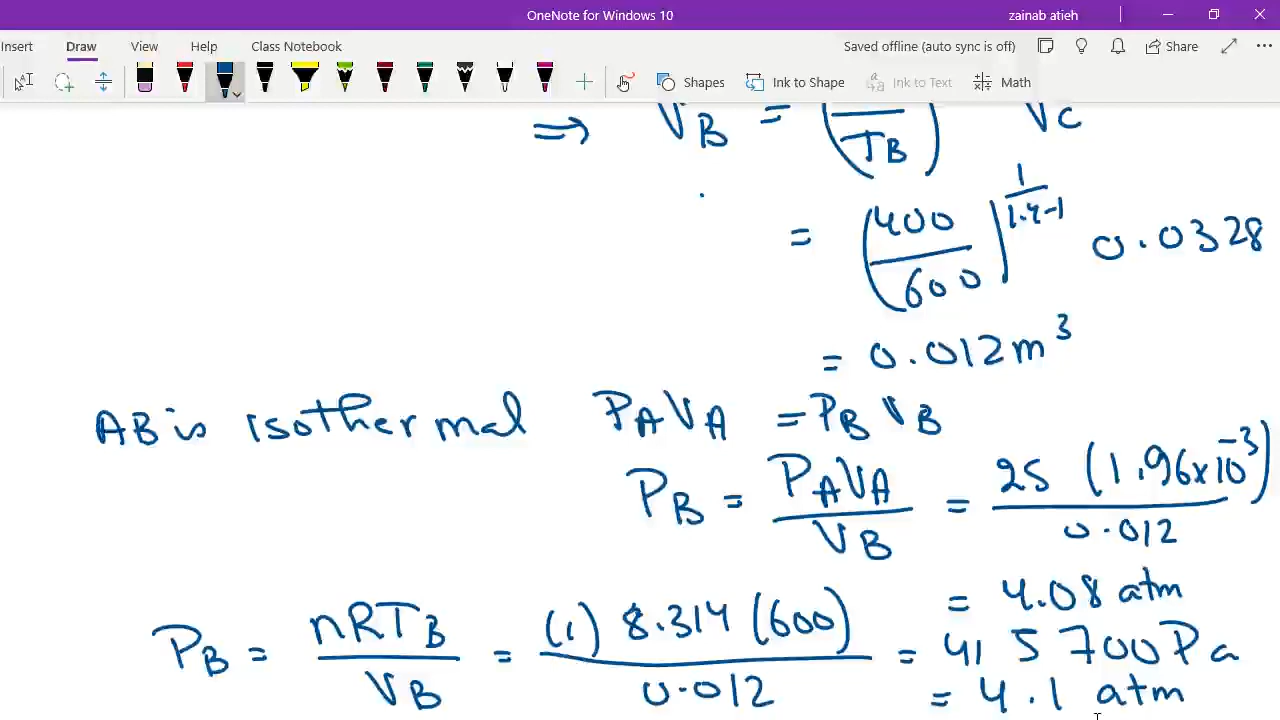 OneNote for Windows 10
zainab atieh
Insert Draw View Help Class Notebook
Saved offline (auto sync is off) Share
Shapes Ink to Shape Ink to Text Math
⇒ VB = ( / TB) VC
= (400/600)^(1/(1.4-1)) 0.0328
= 0.012 m³
AB is isothermal PAVA = PB VB
PB = PAVA / VB = 25 (1.96x10⁻³) / 0.012
= 4.08 atm
PB = nRTB / VB = (1) 8.314 (600) / 0.012 = 415 700 Pa
= 4.1 atm